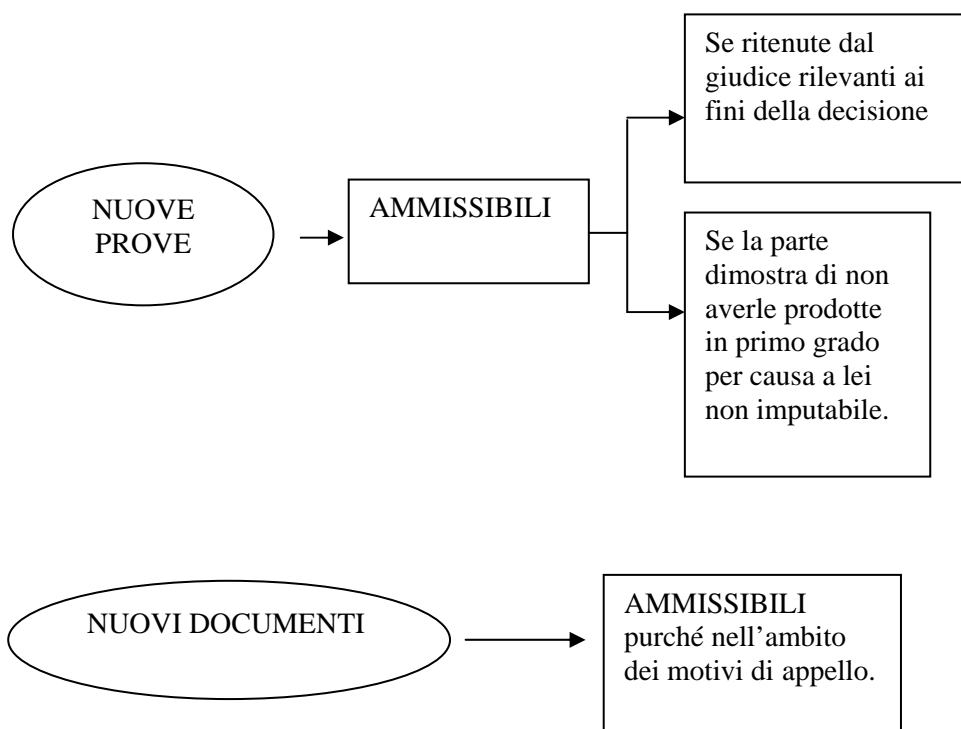 Se ritenute dal
giudice rilevanti ai
fini della decisione
NUOVE
PROVE
AMMISSIBILI
Se la parte
dimostra di non
averle prodotte
in primo grado
per causa a lei
non imputabile.
NUOVI DOCUMENTI
AMMISSIBILI
purché nell’ambito
dei motivi di appello.